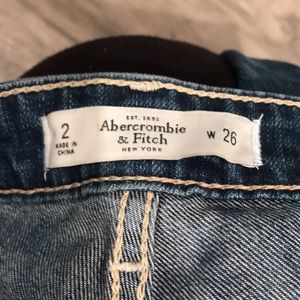 EST. 1892
2
Abercrombie
W 26
MADE IN
& Fitch
CHINA
NEW YORK